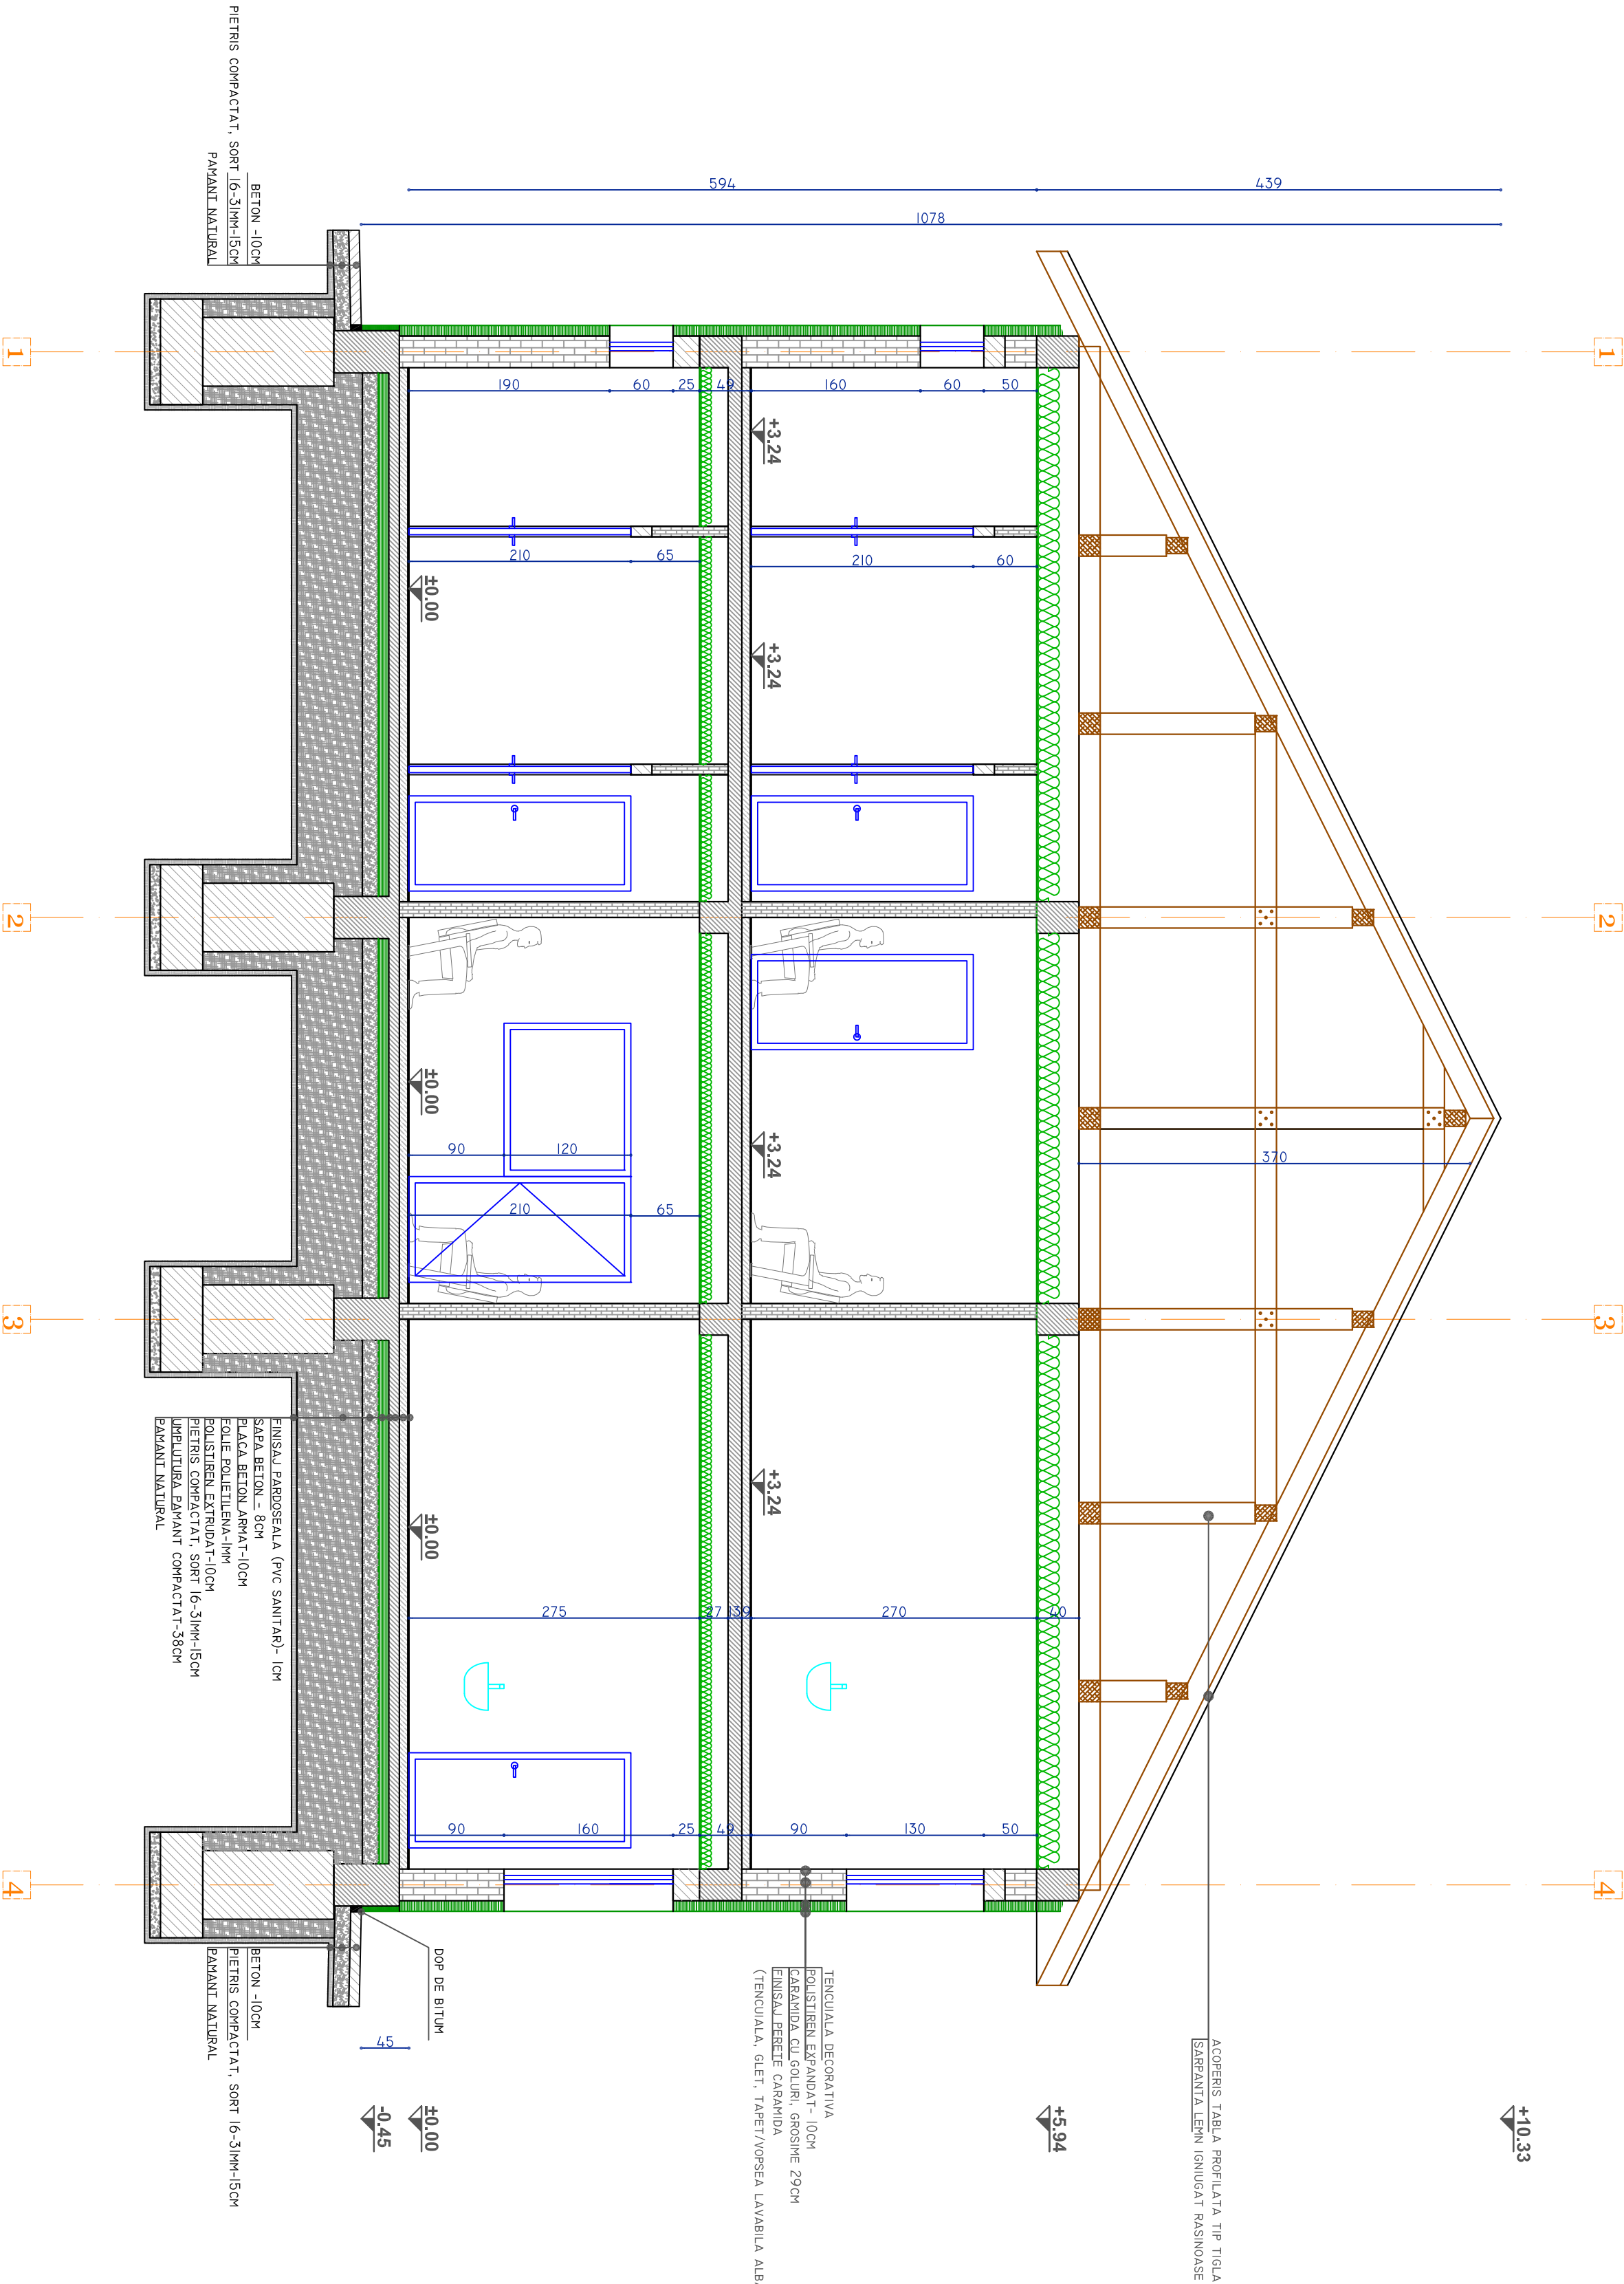 +10.33
ACOPERIS TABLA PROFILATA TIP TIGLA
SARPANTA LEMN IGNIUGAT RASINOASE
+5.94
1
2
3
4
439
594
1078
370
TENCUIALA DECORATIVA
POLISTIREN EXPANDAT- 10CM
CARAMIDA CU GOLURI, GROSIME 29CM
FINISAJ PERETE CARAMIDA
(TENCUIALA, GLET, TAPET/VOPSEA LAVABILA ALB
50
60
160
49
25
60
190
+3.24
+3.24
+3.24
+3.24
60
210
65
210
40
270
139
27
275
50
130
90
49
25
160
90
120
90
65
210
±0.00
±0.00
±0.00
±0.00
-0.45
45
DOP DE BITUM
BETON -10CM
PIETRIS COMPACTAT, SORT 16-31MM-15CM
PAMANT NATURAL
FINISAJ PARDOSEALA (PVC SANITAR)- 1CM
SAPA BETON - 8CM
PLACA BETON ARMAT-10CM
FOLIE POLIETILENA-1MM
POLISTIREN EXTRUDAT-10CM
PIETRIS COMPACTAT, SORT 16-31MM-15CM
UMPLUTURA PAMANT COMPACTAT-38CM
PAMANT NATURAL
BETON -10CM
PIETRIS COMPACTAT, SORT 16-31MM-15CM
PAMANT NATURAL
1
2
3
4